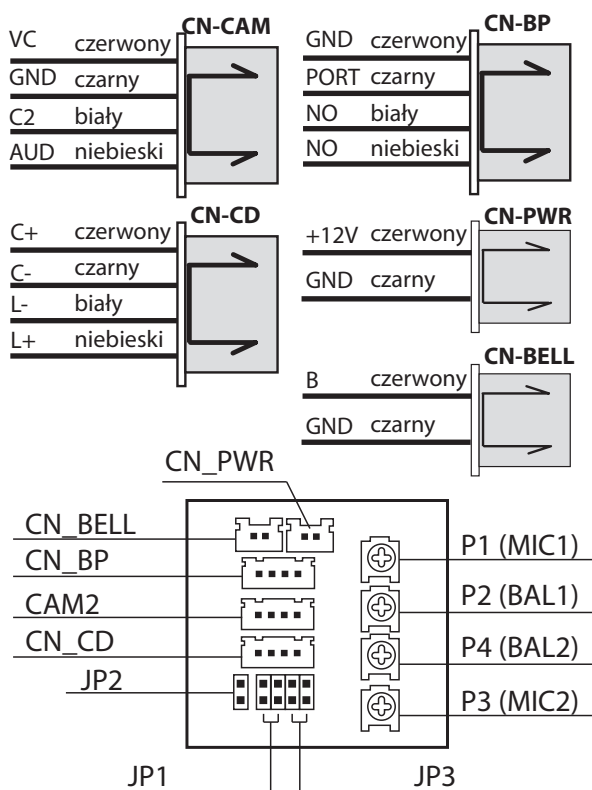 CN-CAM
VC czerwony
GND czarny
C2 biały
AUD niebieski
CN-BP
GND czerwony
PORT czarny
NO biały
NO niebieski
CN-CD
C+ czerwony
C- czarny
L- biały
L+ niebieski
CN-PWR
+12V czerwony
GND czarny
CN-BELL
B czerwony
GND czarny
CN_PWR
CN_BELL
CN_BP
CAM2
CN_CD
JP2
P1 (MIC1)
P2 (BAL1)
P4 (BAL2)
P3 (MIC2)
JP1
JP3